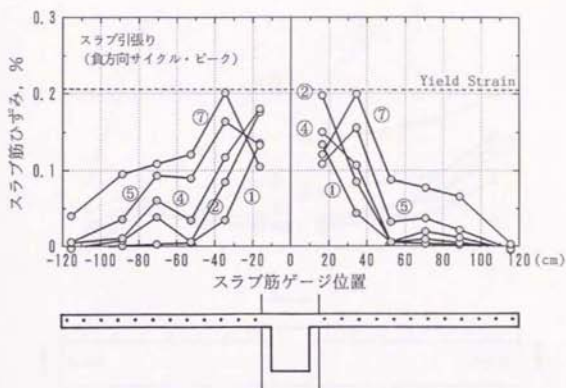 0.3
スラブ引張り
(負方向サイクル・ピーク)
Yield Strain
0.2
② ⑦
⑦ ④
0.1
⑤ ④ ② ① ① ⑤
0
スラブ筋ひずみ, %
-120 -100 -80 -60 -40 -20 0 20 40 60 80 100 120 (cm)
スラブ筋ゲージ位置